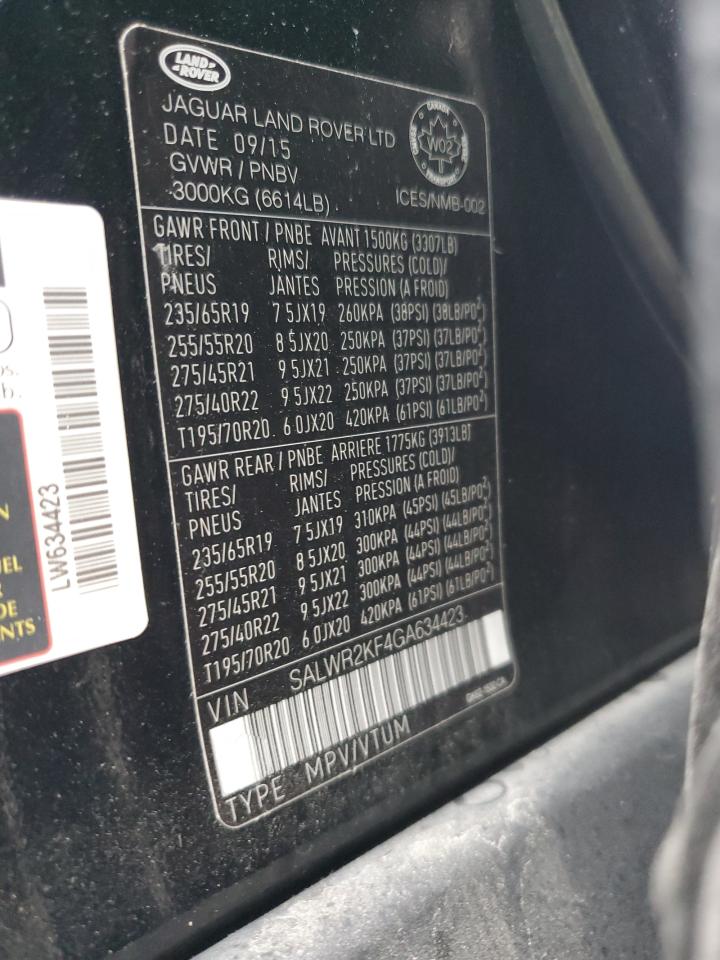 LAND
ROVER
JAGUAR LAND ROVER LTD
DATE 09/15
GVWR / PNBV
3000KG (6614LB)
CANADA
W02
TRANSPORT
ICES/NMB-002
GAWR FRONT / PNBE AVANT 1500KG (3307LB)
TIRES/ RIMS/ PRESSURES (COLD)/
PNEUS JANTES PRESSION (A FROID)
235/65R19 7 5JX19 260KPA (38PSI) (38LB/PO²)
255/55R20 8 5JX20 250KPA (37PSI) (37LB/PO²)
275/45R21 9 5JX21 250KPA (37PSI) (37LB/PO²)
275/40R22 9 5JX22 250KPA (37PSI) (37LB/PO²)
T195/70R20 6 0JX20 420KPA (61PSI) (61LB/PO²)
GAWR REAR / PNBE ARRIERE 1775KG (3913LB)
TIRES/ RIMS/ PRESSURES (COLD)/
PNEUS JANTES PRESSION (A FROID)
235/65R19 7 5JX19 310KPA (45PSI) (45LB/PO²)
255/55R20 8 5JX20 300KPA (44PSI) (44LB/PO²)
275/45R21 9 5JX21 300KPA (44PSI) (44LB/PO²)
275/40R22 9 5JX22 300KPA (44PSI) (44LB/PO²)
T195/70R20 6 0JX20 420KPA (61PSI) (61LB/PO²)
VIN SALWR2KF4GA634423
TYPE MPV/VTUM
LW634423